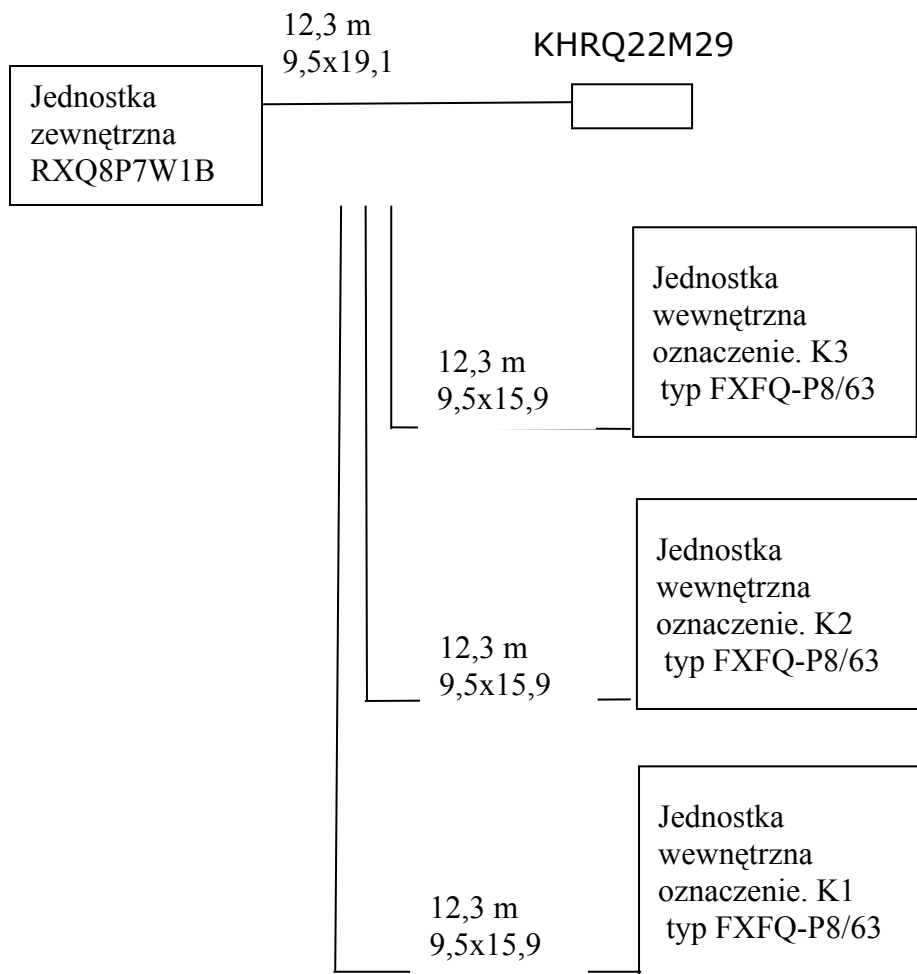 12,3 m
9,5x19,1
KHRQ22M29
Jednostka
zewnętrzna
RXQ8P7W1B
Jednostka
wewnętrzna
oznaczenie. K3
typ FXFQ-P8/63
12,3 m
9,5x15,9
Jednostka
wewnętrzna
oznaczenie. K2
typ FXFQ-P8/63
12,3 m
9,5x15,9
Jednostka
wewnętrzna
oznaczenie. K1
typ FXFQ-P8/63
12,3 m
9,5x15,9